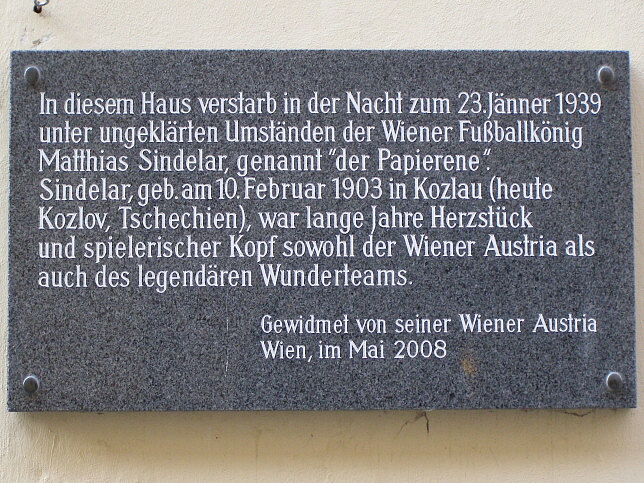 In diesem Haus verstarb in der Nacht zum 23.Jänner 1939
unter ungeklärten Umständen der Wiener Fußballkönig
Matthias Sindelar, genannt "der Papierene".
Sindelar, geb. am 10. Februar 1903 in Kozlau (heute
Kozlov, Tschechien), war lange Jahre Herzstück
und spielerischer Kopf sowohl der Wiener Austria als
auch des legendären Wunderteams.
Gewidmet von seiner Wiener Austria
Wien, im Mai 2008